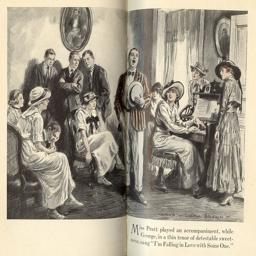 Miss Pratt played an accompaniment, while
George, in a thin tenor of detestable sweet-
ness, sang "I'm Falling in Love with Some One."